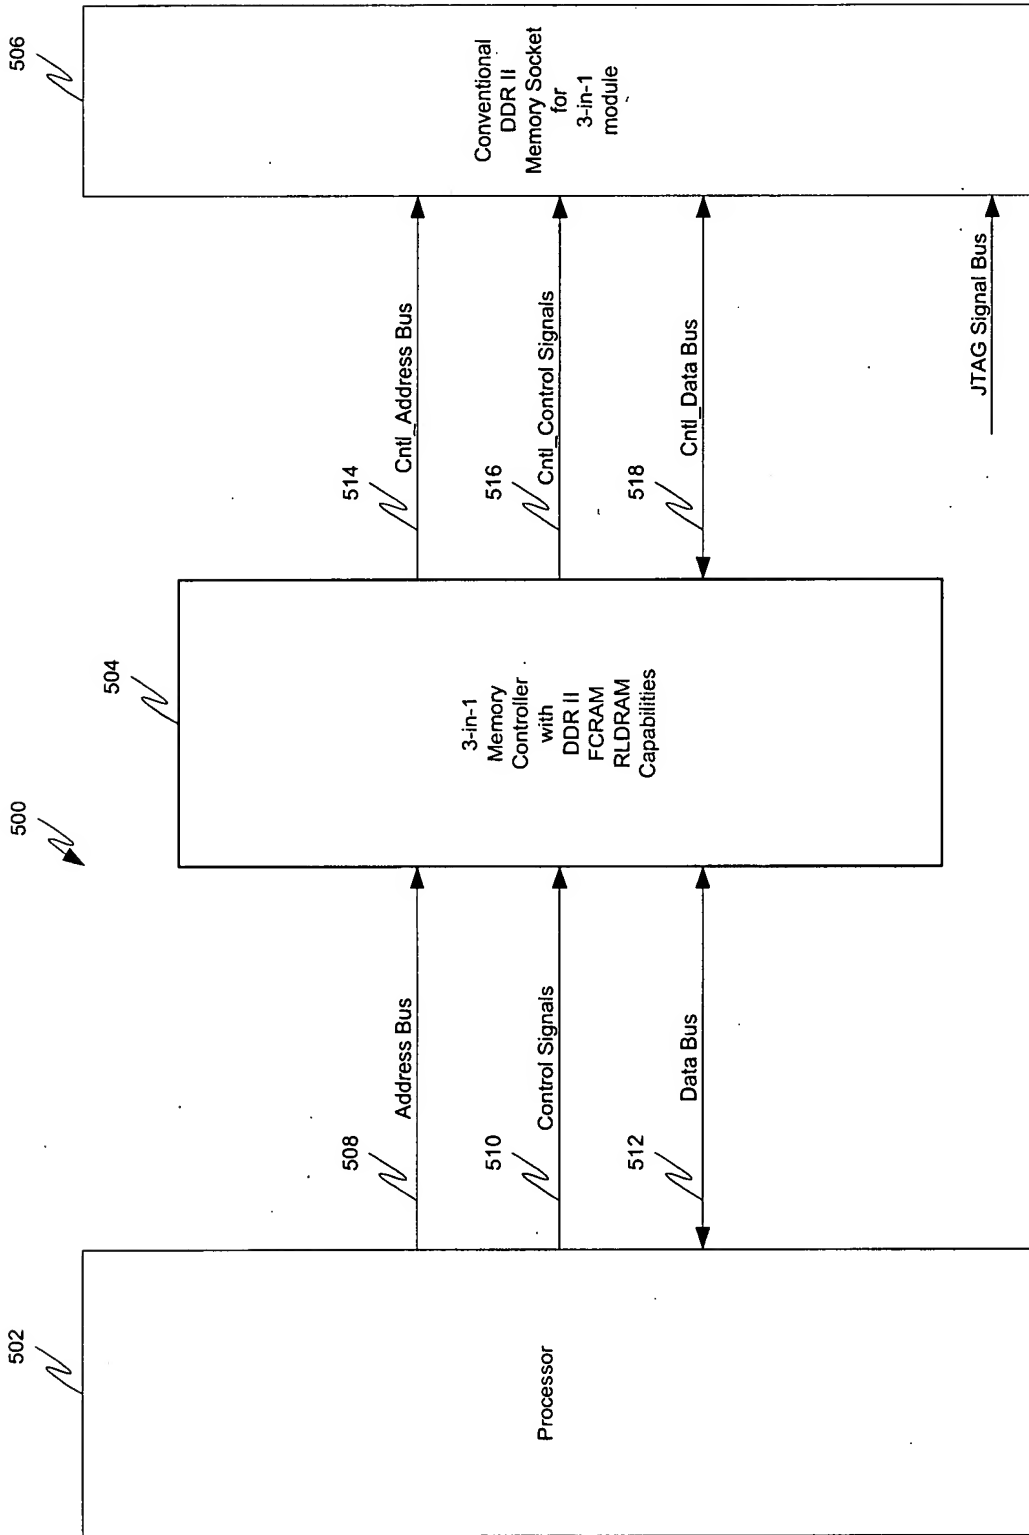 500
502
Processor
508
Address Bus
510
Control Signals
512
Data Bus
504
3-in-1
Memory
Controller
with
DDR II
FCRAM
RLDRAM
Capabilities
514
Cntl_Address Bus
516
Cntl_Control Signals
518
Cntl_Data Bus
506
Conventional
DDR II
Memory Socket
for
3-in-1
module
JTAG Signal Bus